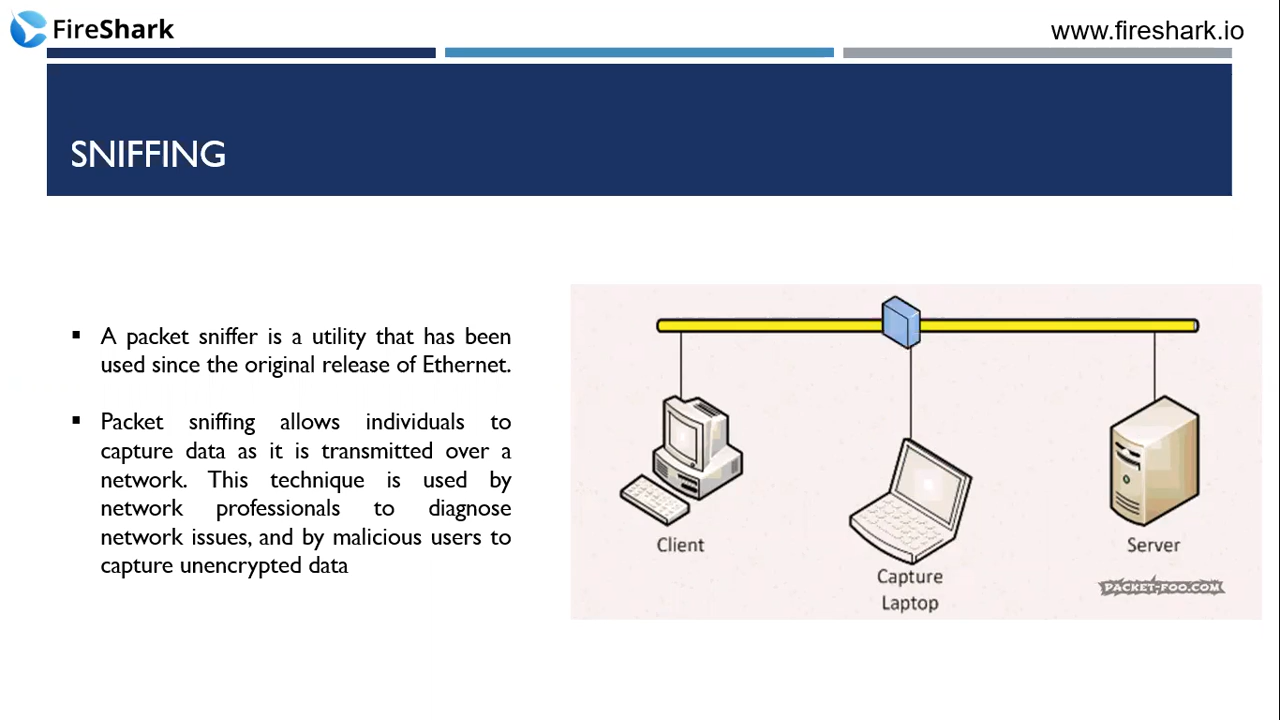 FireShark
www.fireshark.io
SNIFFING
▪ A packet sniffer is a utility that has been
used since the original release of Ethernet.
▪ Packet sniffing allows individuals to
capture data as it is transmitted over a
network. This technique is used by
network professionals to diagnose
network issues, and by malicious users to
capture unencrypted data
Client
Capture
Laptop
Server
PACKET-FOO.COM